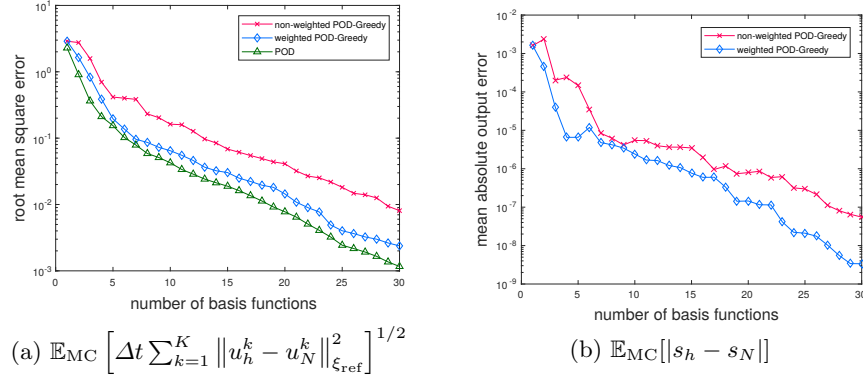 non-weighted POD-Greedy
weighted POD-Greedy
POD
root mean square error
10^1
10^0
10^-1
10^-2
10^-3
0 5 10 15 20 25 30
number of basis functions
(a) 𝔼_MC [Δt ∑_{k=1}^{K} ‖u_h^k − u_N^k‖²_{ξ_ref}]^{1/2}
non-weighted POD-Greedy
weighted POD-Greedy
mean absolute output error
10^-2
10^-3
10^-4
10^-5
10^-6
10^-7
10^-8
10^-9
0 5 10 15 20 25 30
number of basis functions
(b) 𝔼_MC[|s_h − s_N|]